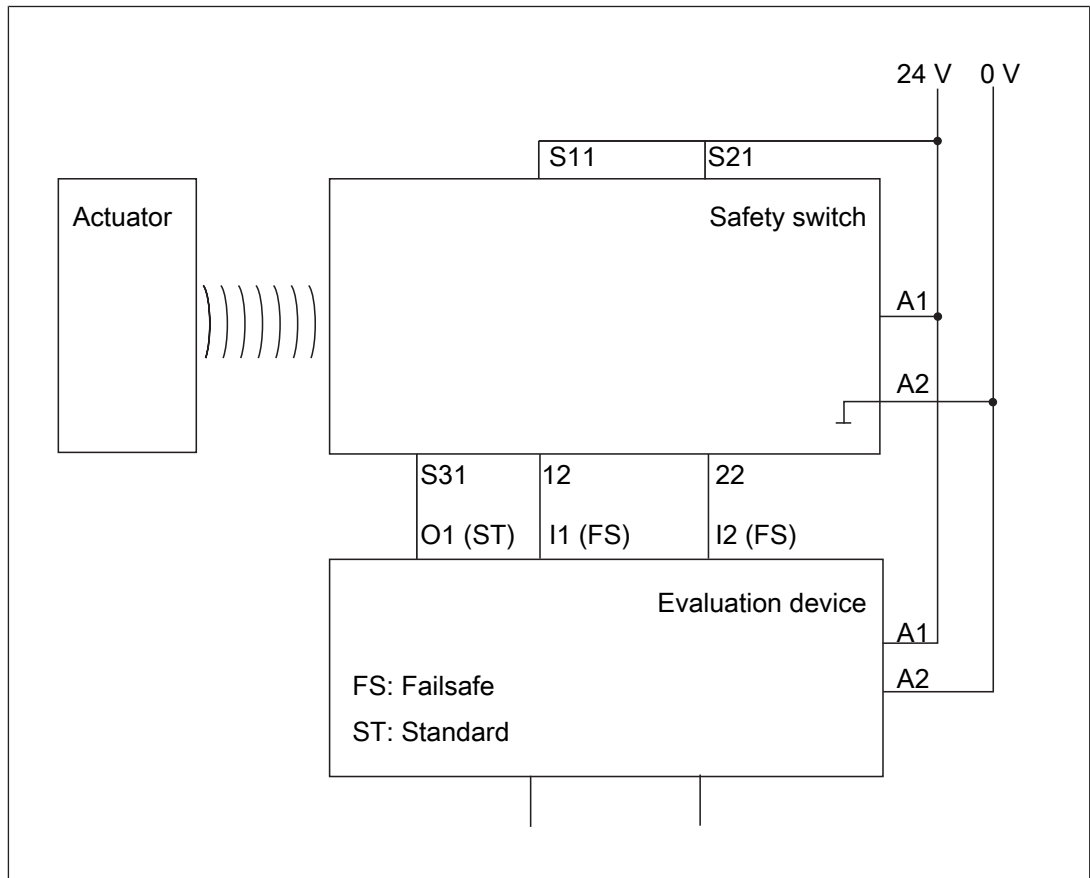 24 V 0 V
S11 S21
Actuator
Safety switch
A1
A2
S31 12 22
O1 (ST) I1 (FS) I2 (FS)
Evaluation device
A1
A2
FS: Failsafe
ST: Standard